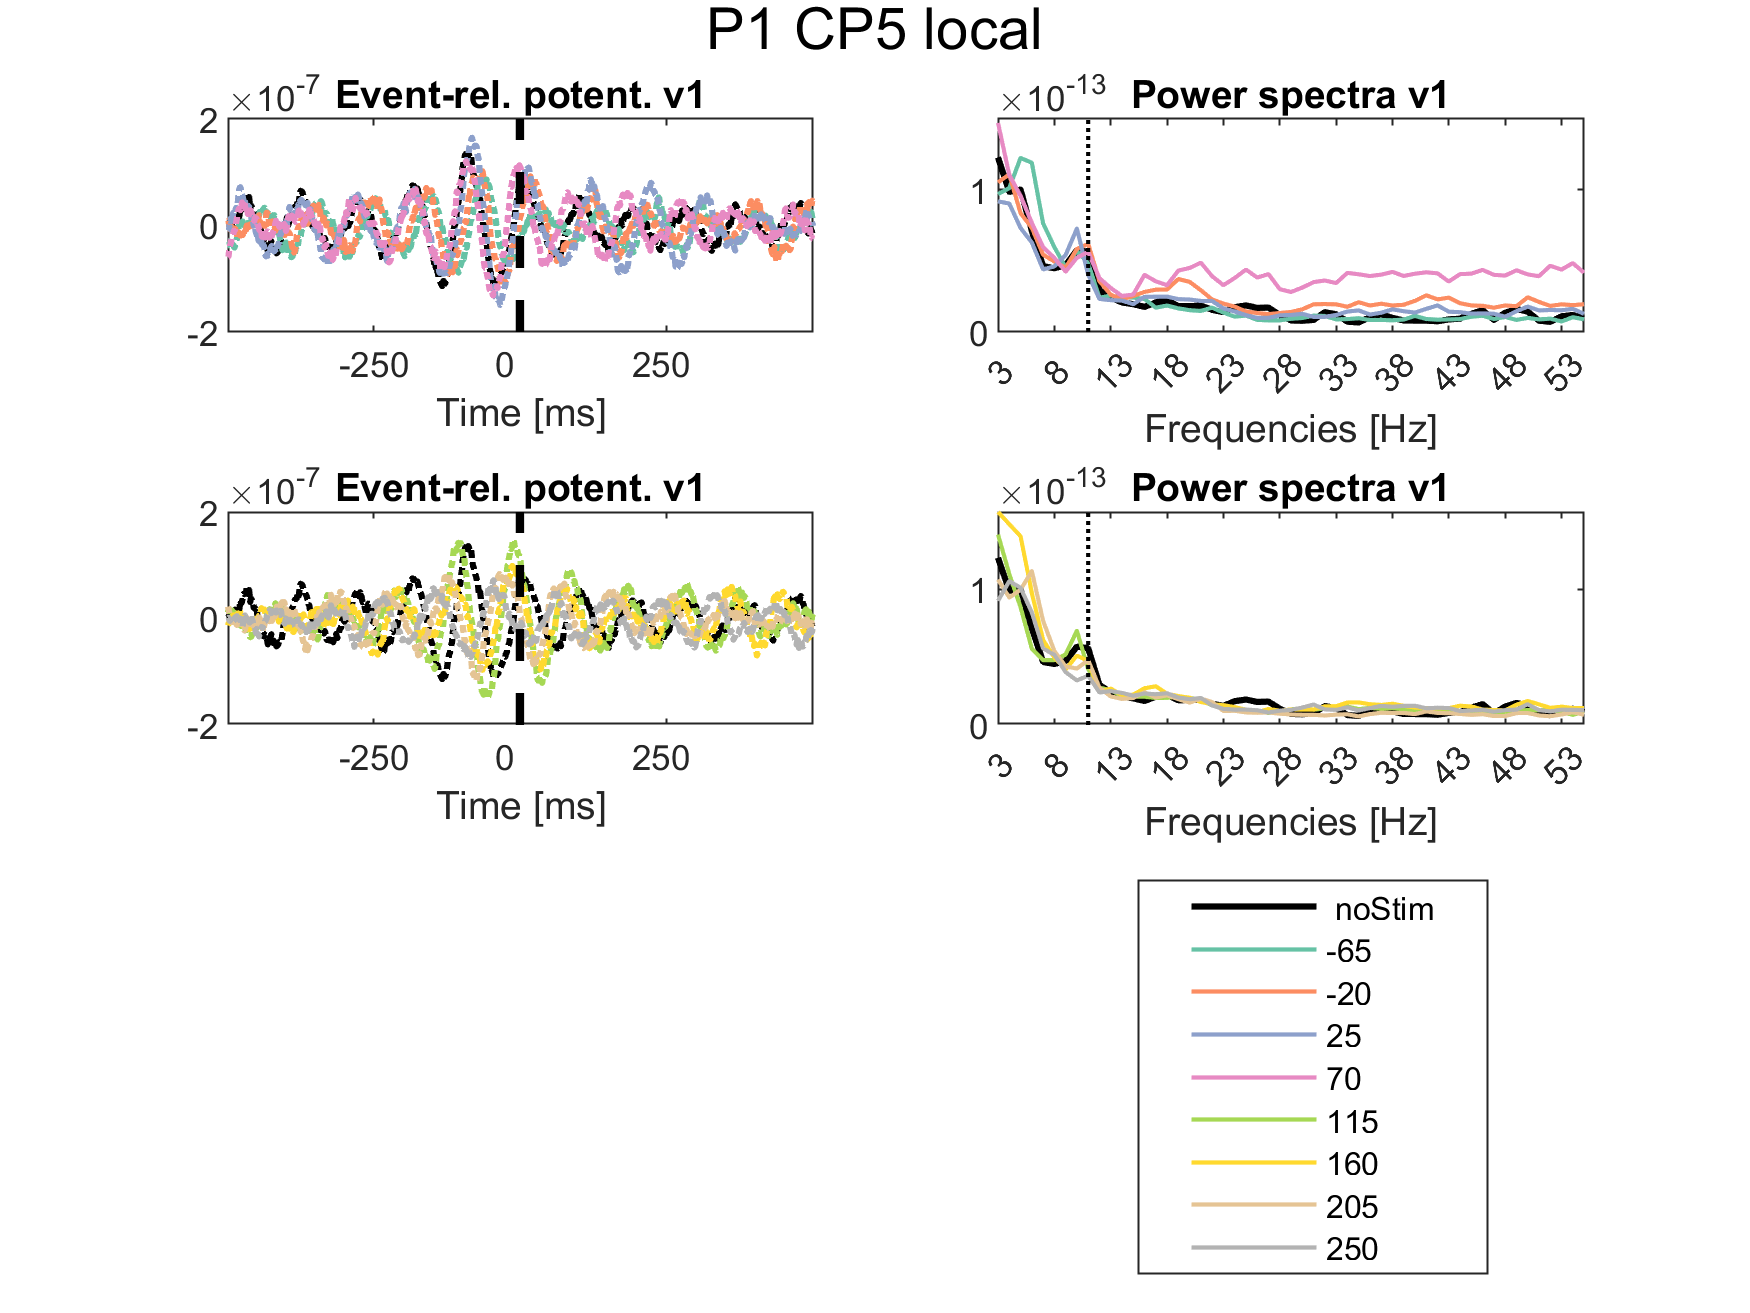 P1 CP5 local
×10-7 Event-rel. potent. v1
2
0
-2
-250 0 250
Time [ms]
×10-13 Power spectra v1
1
0
3 8 13 18 23 28 33 38 43 48 53
Frequencies [Hz]
×10-7 Event-rel. potent. v1
2
0
-2
-250 0 250
Time [ms]
×10-13 Power spectra v1
1
0
3 8 13 18 23 28 33 38 43 48 53
Frequencies [Hz]
noStim
-65
-20
25
70
115
160
205
250